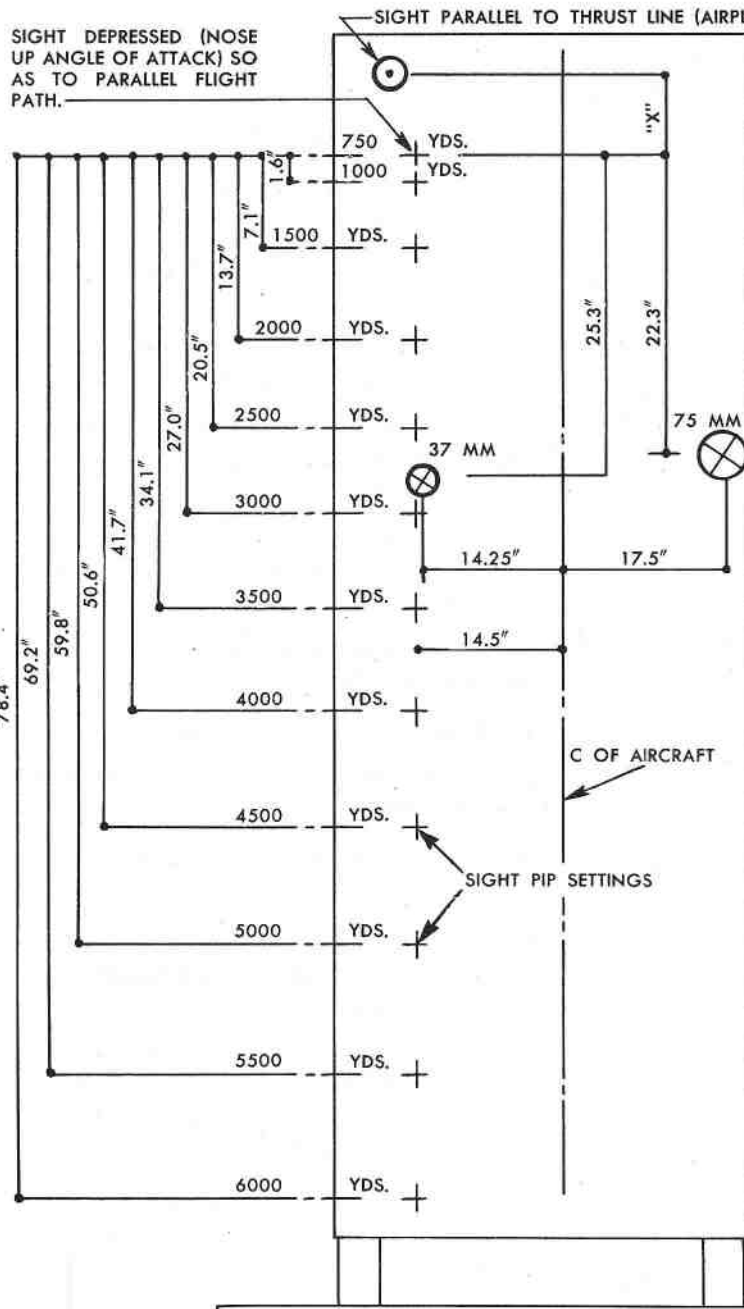 SIGHT PARALLEL TO THRUST LINE
SIGHT DEPRESSED (NOSE
UP ANGLE OF ATTACK) SO
AS TO PARALLEL FLIGHT
PATH.
"X"
750 YDS.
1.6"
1000 YDS.
7.1"
1500 YDS.
13.7"
2000 YDS.
25.3"
22.3"
20.5"
2500 YDS.
75 MM
37 MM
27.0"
3000 YDS.
34.1"
14.25"
17.5"
3500 YDS.
41.7"
14.5"
50.6"
59.8"
69.2"
78.4
4000 YDS.
C OF AIRCRAFT
4500 YDS.
SIGHT PIP SETTINGS
5000 YDS.
5500 YDS.
6000 YDS.